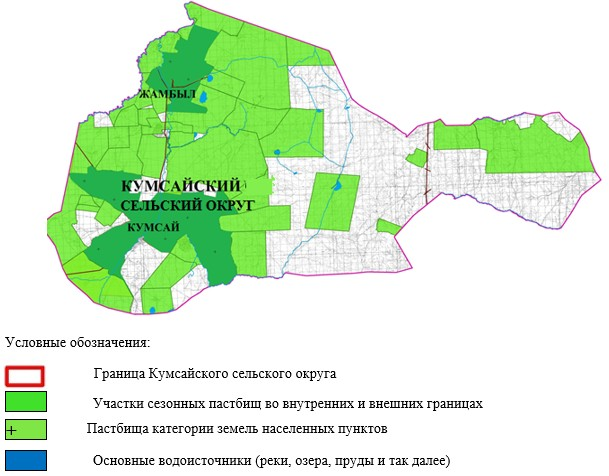 ЖАМБЫЛ
КУМСАЙСКИЙ
СЕЛЬСКИЙ ОКРУГ
КУМСАЙ
Условные обозначения:
Граница Кумсайского сельского округа
Участки сезонных пастбищ во внутренних и внешних границах
Пастбища категории земель населенных пунктов
Основные водоисточники (реки, озера, пруды и так далее)